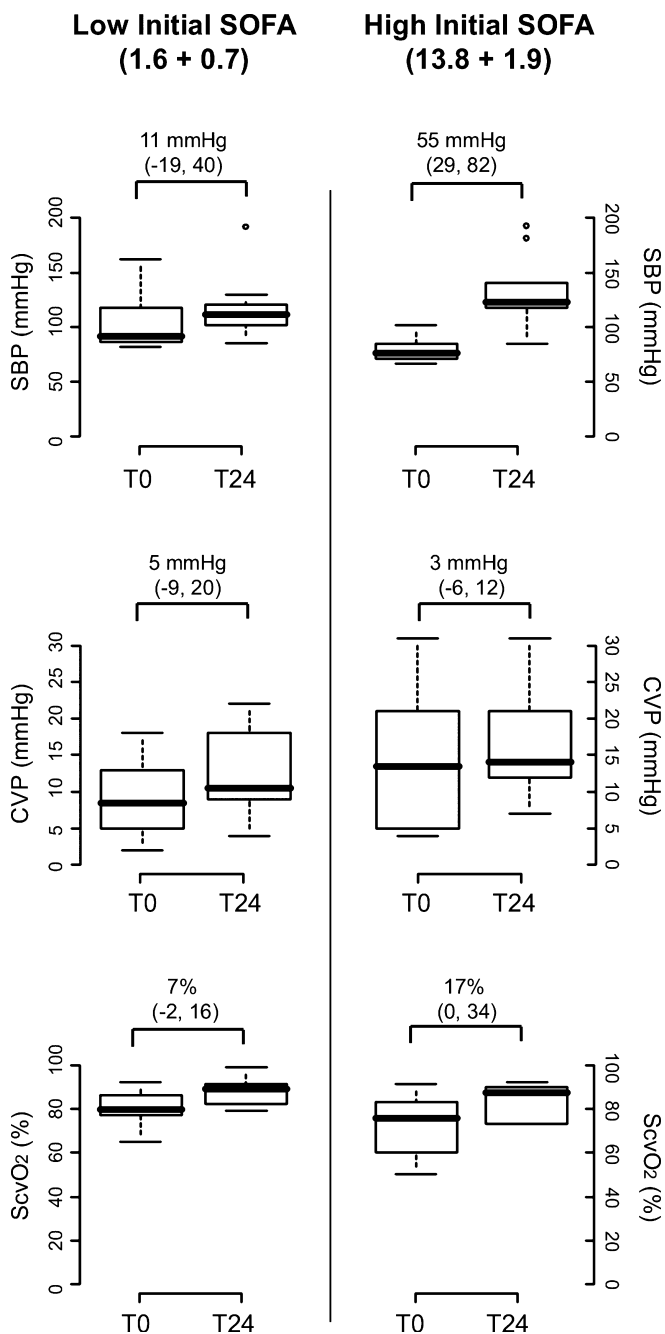 Low Initial SOFA
(1.6 + 0.7)
High Initial SOFA
(13.8 + 1.9)
11 mmHg
(-19, 40)
55 mmHg
(29, 82)
SBP (mmHg)
200
150
100
50
0
T0
T24
200
150
100
50
0
SBP (mmHg)
T0
T24
5 mmHg
(-9, 20)
3 mmHg
(-6, 12)
CVP (mmHg)
30
25
20
15
10
5
0
T0
T24
30
25
20
15
10
5
0
CVP (mmHg)
T0
T24
7%
(-2, 16)
17%
(0, 34)
ScvO2 (%)
100
80
60
40
20
0
T0
T24
100
80
60
40
20
0
ScvO2 (%)
T0
T24